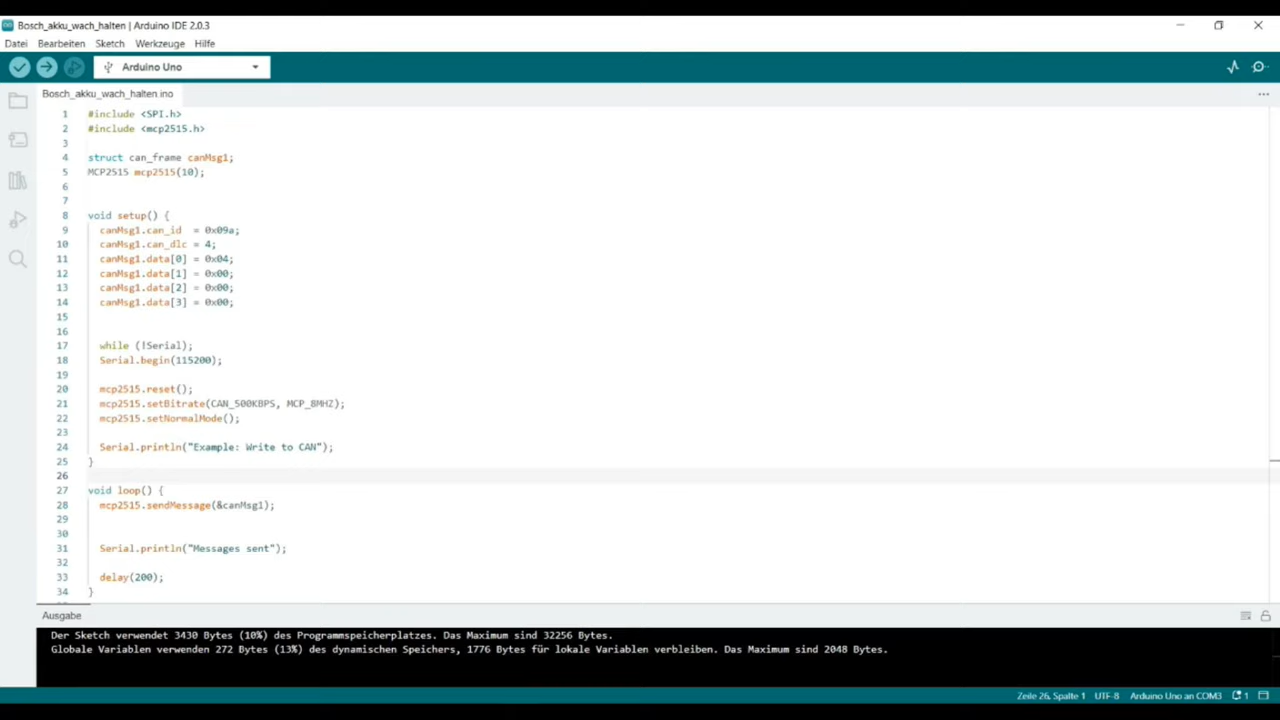 Bosch_akku_wach_halten | Arduino IDE 2.0.3
Datei Bearbeiten Sketch Werkzeuge Hilfe
Arduino Uno
Bosch_akku_wach_halten.ino
1 #include <SPI.h>
2 #include <mcp2515.h>
3
4 struct can_frame canMsg1;
5 MCP2515 mcp2515(10);
6
7
8 void setup() {
9 canMsg1.can_id  = 0x09a;
10 canMsg1.can_dlc = 4;
11 canMsg1.data[0] = 0x04;
12 canMsg1.data[1] = 0x00;
13 canMsg1.data[2] = 0x00;
14 canMsg1.data[3] = 0x00;
15
16
17 while (!Serial);
18 Serial.begin(115200);
19
20 mcp2515.reset();
21 mcp2515.setBitrate(CAN_500KBPS, MCP_8MHZ);
22 mcp2515.setNormalMode();
23
24 Serial.println("Example: Write to CAN");
25 }
26
27 void loop() {
28 mcp2515.sendMessage(&canMsg1);
29
30
31 Serial.println("Messages sent");
32
33 delay(200);
34 }
Ausgabe
Der Sketch verwendet 3430 Bytes (10%) des Programmspeicherplatzes. Das Maximum sind 32256 Bytes.
Globale Variablen verwenden 272 Bytes (13%) des dynamischen Speichers, 1776 Bytes für lokale Variablen verbleiben. Das Maximum sind 2048 Bytes.
Zeile 26, Spalte 1 UTF-8 Arduino Uno an COM3 1